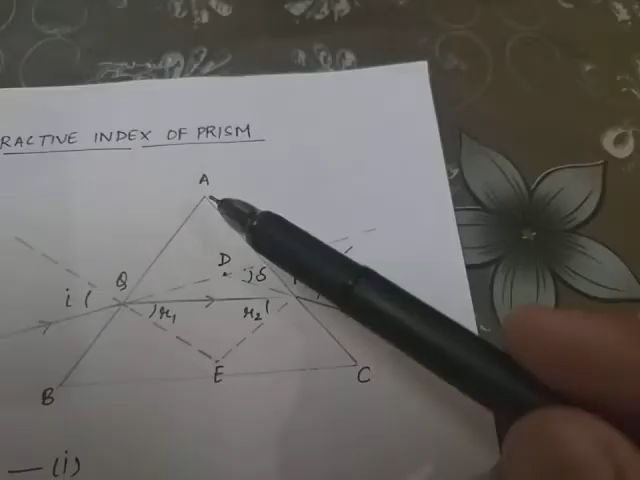 RACTIVE INDEX OF PRISM
A
D
δ
Q
i
r₁
r₂
E
B
C
— (i)